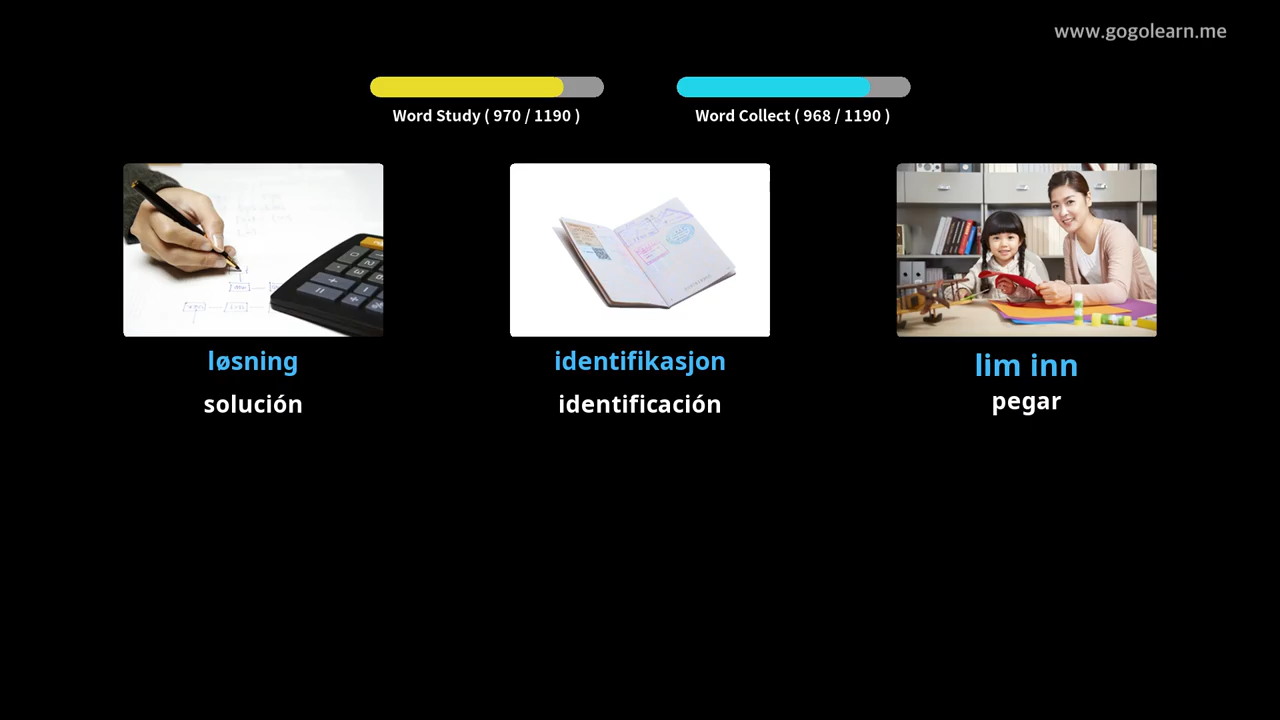 www.gogolearn.me
Word Study ( 970 / 1190 )
Word Collect ( 968 / 1190 )
løsning
identifikasjon
lim inn
solución
identificación
pegar